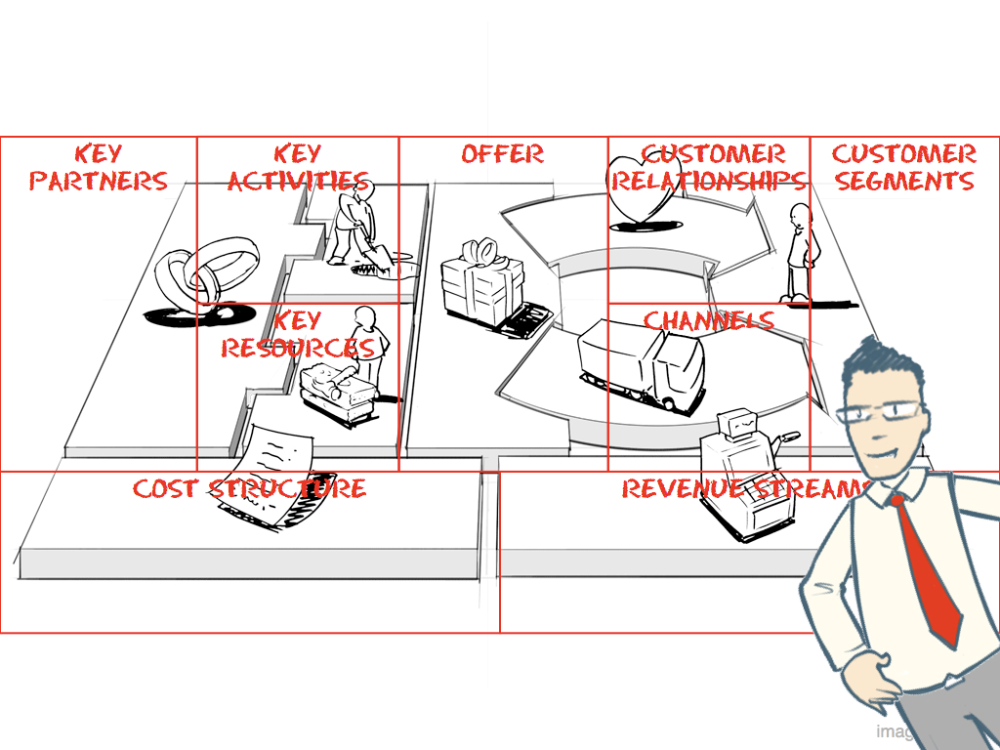 KEY
PARTNERS
KEY
ACTIVITIES
OFFER
CUSTOMER
RELATIONSHIPS
CUSTOMER
SEGMENTS
KEY
RESOURCES
CHANNELS
COST STRUCTURE
REVENUE STREAMS